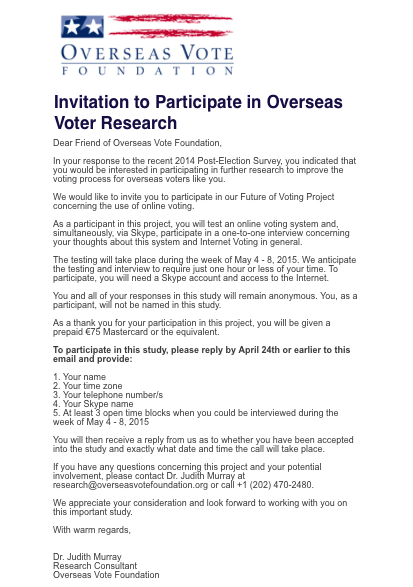 OVERSEAS VOTE
FOUNDATION
Invitation to Participate in Overseas
Voter Research
Dear Friend of Overseas Vote Foundation,
In your response to the recent 2014 Post-Election Survey, you indicated that
you would be interested in participating in further research to improve the
voting process for overseas voters like you.
We would like to invite you to participate in our Future of Voting Project
concerning the use of online voting.
As a participant in this project, you will test an online voting system and,
simultaneously, via Skype, participate in a one-to-one interview concerning
your thoughts about this system and Internet Voting in general.
The testing will take place during the week of May 4 - 8, 2015. We anticipate
the testing and interview to require just one hour or less of your time. To
participate, you will need a Skype account and access to the Internet.
You and all of your responses in this study will remain anonymous. You, as a
participant, will not be named in this study.
As a thank you for your participation in this project, you will be given a
prepaid €75 Mastercard or the equivalent.
To participate in this study, please reply by April 24th or earlier to this
email and provide:
1. Your name
2. Your time zone
3. Your telephone number/s
4. Your Skype name
5. At least 3 open time blocks when you could be interviewed during the
week of May 4 - 8, 2015
You will then receive a reply from us as to whether you have been accepted
into the study and exactly what date and time the call will take place.
If you have any questions concerning this project and your potential
involvement, please contact Dr. Judith Murray at
research@overseasvotefoundation.org or call +1 (202) 470-2480.
We appreciate your consideration and look forward to working with you on
this important study.
With warm regards,
Dr. Judith Murray
Research Consultant
Overseas Vote Foundation